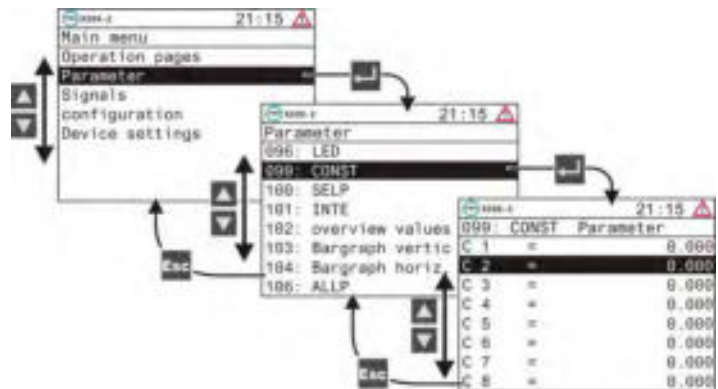 21:15
Main menu
Operation pages
Parameter
Signals
configuration
Device settings
21:15
Parameter
096: LED
099: CONST
100: SELP
101: INTE
102: overview values
103: Bargraph vertic
104: Bargraph horiz
106: ALLP
Esc
21:15
099: CONST Parameter
C 1 = 0.000
C 2 = 0.000
C 3 = 0.000
C 4 = 0.000
C 5 = 0.000
C 6 = 0.000
C 7 = 0.000
C 8 = 0.000
Esc